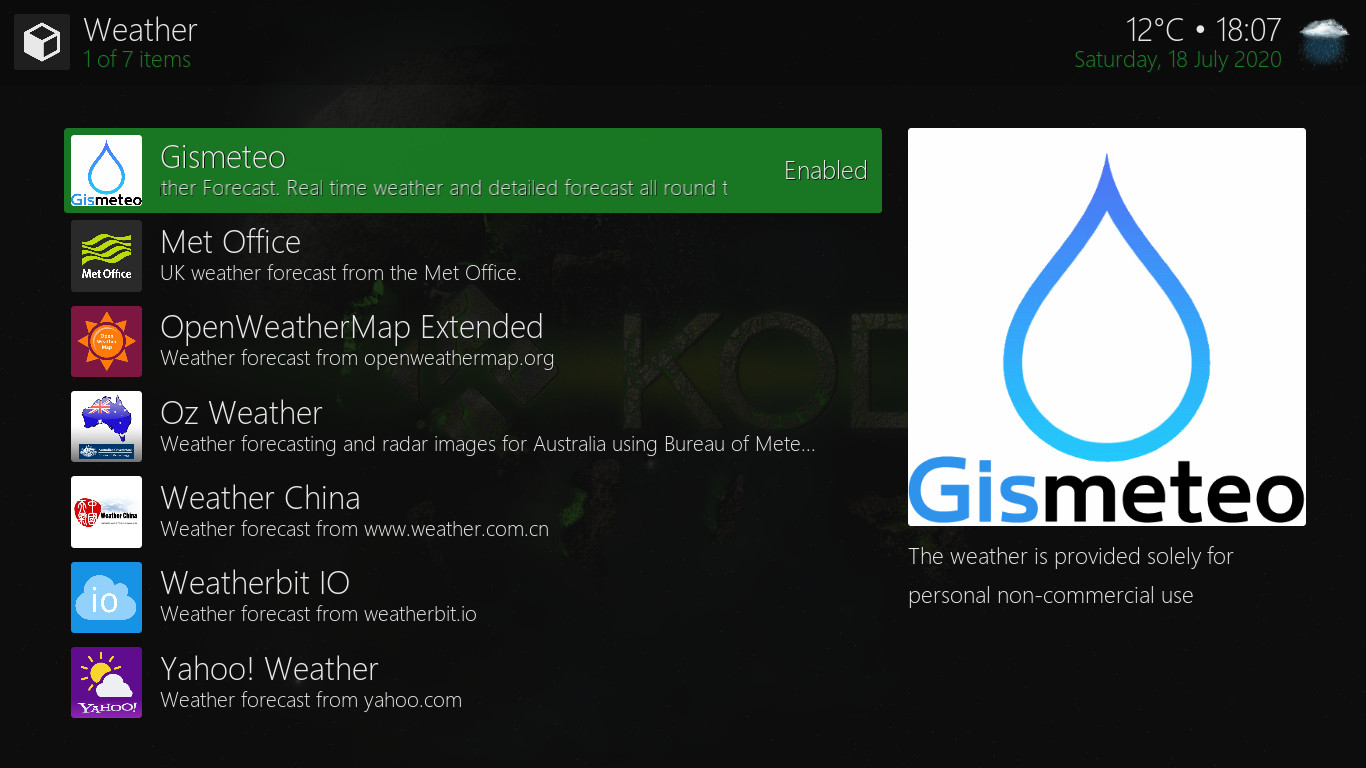 Weather
1 of 7 items
12°C • 18:07
Saturday, 18 July 2020
Gismeteo
ther Forecast. Real time weather and detailed forecast all round t
Enabled
Gismeteo
Met Office
UK weather forecast from the Met Office.
Met Office
OpenWeatherMap Extended
Weather forecast from openweathermap.org
Open
Weather
Map
Oz Weather
Weather forecasting and radar images for Australia using Bureau of Mete...
Weather China
Weather forecast from www.weather.com.cn
Weather China
Weatherbit IO
Weather forecast from weatherbit.io
io
Yahoo! Weather
Weather forecast from yahoo.com
YAHOO!
KOD
Gismeteo
The weather is provided solely for
personal non-commercial use